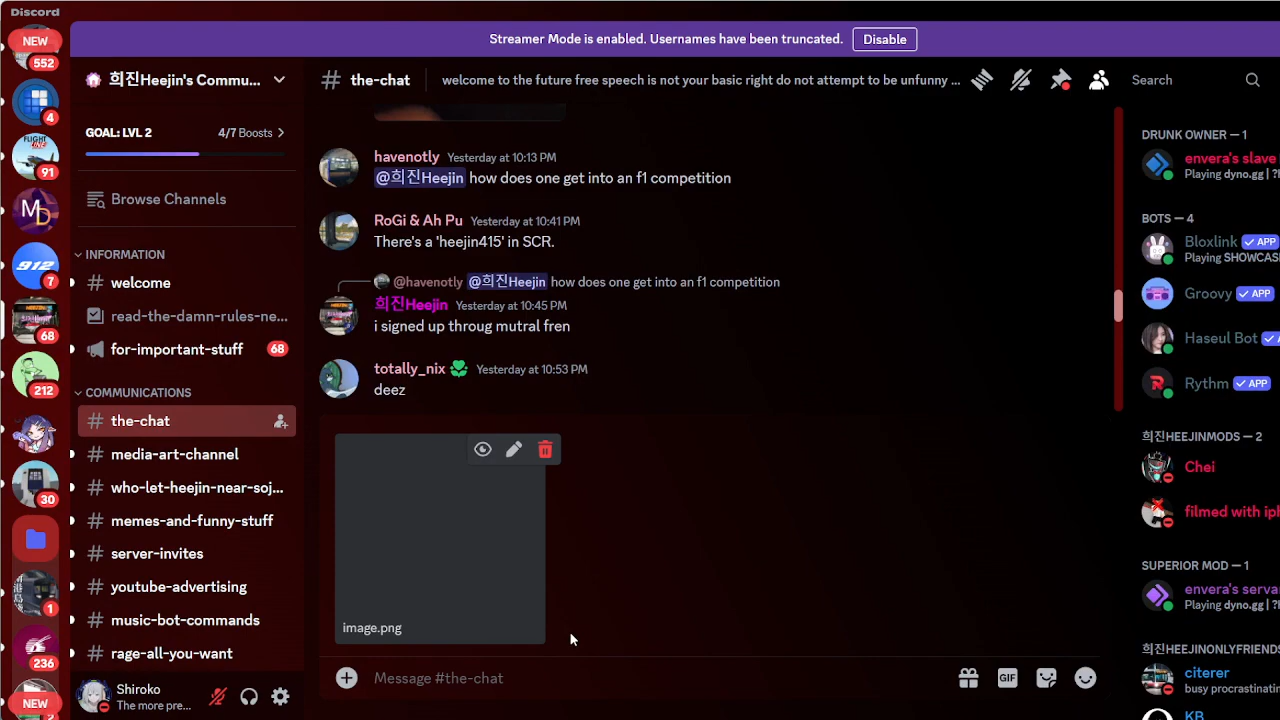 Discord
NEW
552
4
FLIGHT LINE
91
MD
912
7
68
212
30
1
236
NEW
Streamer Mode is enabled. Usernames have been truncated.
Disable
희진Heejin's Commu...
GOAL: LVL 2
4/7 Boosts
Browse Channels
INFORMATION
welcome
read-the-damn-rules-ne...
for-important-stuff
68
COMMUNICATIONS
the-chat
media-art-channel
who-let-heejin-near-soj...
memes-and-funny-stuff
server-invites
youtube-advertising
music-bot-commands
rage-all-you-want
Shiroko
The more pre...
the-chat
welcome to the future free speech is not your basic right do not attempt to be unfunny ...
Search
havenotly Yesterday at 10:13 PM
@희진Heejin how does one get into an f1 competition
RoGi & Ah Pu Yesterday at 10:41 PM
There's a 'heejin415' in SCR.
@havenotly @희진Heejin how does one get into an f1 competition
희진Heejin Yesterday at 10:45 PM
i signed up throug mutral fren
totally_nix Yesterday at 10:53 PM
deez
image.png
Message #the-chat
GIF
DRUNK OWNER — 1
envera's slave
Playing dyno.gg | ?
BOTS — 4
Bloxlink APP
Playing SHOWCAS
Groovy APP
Haseul Bot
Rythm APP
희진HEEJINMODS — 2
Chei
filmed with iph
SUPERIOR MOD — 1
envera's serva
Playing dyno.gg | ?
희진HEEJINONLYFRIENDS
citerer
busy procrastinati
KB